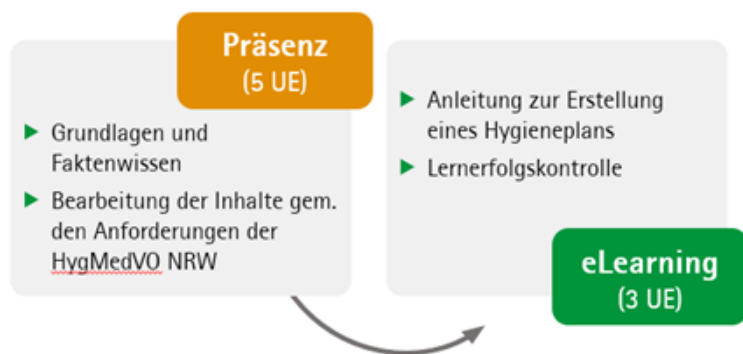 Präsenz
(5 UE)
Grundlagen und
Faktenwissen
Bearbeitung der Inhalte gem.
den Anforderungen der
HygMedVO NRW
Anleitung zur Erstellung
eines Hygieneplans
Lernerfolgskontrolle
eLearning
(3 UE)